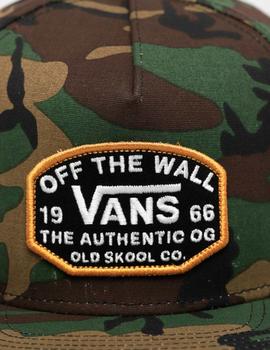 OFF THE WALL
19 VANS 66
THE AUTHENTIC OG
OLD SKOOL CO.